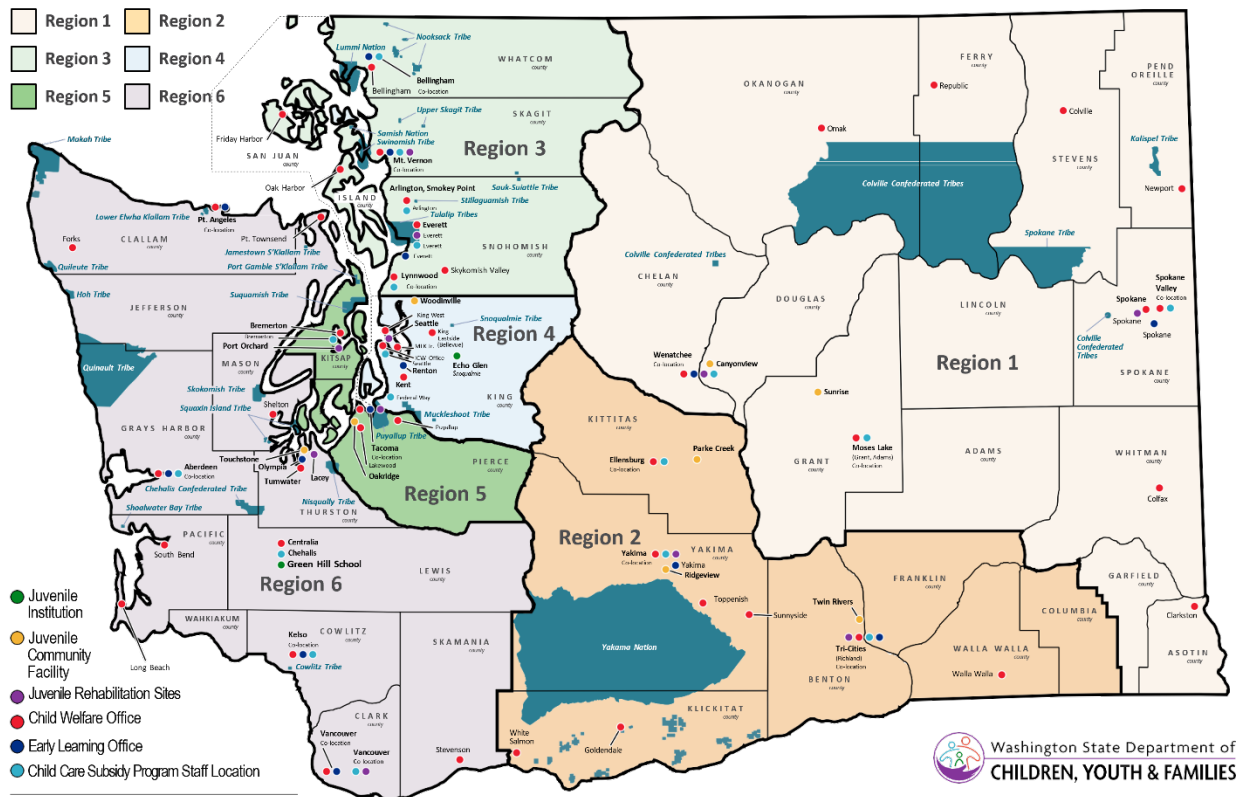 Region 1
Region 2
Region 3
Region 4
Region 5
Region 6
Nooksack Tribe
Lummi Nation
WHATCOM
county
Bellingham
Co-location
Bellingham
SKAGIT
county
Upper Skagit Tribe
Friday Harbor
SAN JUAN
county
Samish Nation
Swinomish Tribe
Mt. Vernon
Co-location
Region 3
Sauk-Suiattle Tribe
Oak Harbor
ISLAND
county
Arlington, Smokey Point
Arlington
Stillaguamish Tribe
Tulalip Tribes
Everett
Everett
Everett
Everett
SNOHOMISH
county
Lynnwood
Co-location
Skykomish Valley
Makah Tribe
Lower Elwha Klallam Tribe
Pt. Angeles
Co-location
CLALLAM
county
Forks
Pt. Townsend
Jamestown S'Klallam Tribe
Port Gamble S'Klallam Tribe
Quileute Tribe
Hoh Tribe
JEFFERSON
county
Suquamish Tribe
Bremerton
Bremerton
Port Orchard
KITSAP
county
MASON
county
Quinault Tribe
Skokomish Tribe
Squaxin Island Tribe
Shelton
GRAYS HARBOR
county
Woodinville
King West
Seattle
King
Eastside
(Bellevue)
Snoqualmie Tribe
Region 4
MLK Jr.
CW Office
Seattle
Renton
Echo Glen
Snoqualmie
Kent
Federal Way
KING
county
Muckleshoot Tribe
Puyallup
Puyallup Tribe
Tacoma
Co-location
Lakewood
Oakridge
PIERCE
county
Region 5
Touchstone
Olympia
Tumwater
Lacey
Nisqually Tribe
THURSTON
county
Aberdeen
Co-location
Chehalis Confederated Tribe
Shoalwater Bay Tribe
PACIFIC
county
South Bend
Centralia
Chehalis
Green Hill School
Region 6
LEWIS
county
Long Beach
WAHKIAKUM
county
COWLITZ
county
Kelso
Co-location
Cowlitz Tribe
SKAMANIA
county
CLARK
county
Vancouver
Co-location
Vancouver
Co-location
Stevenson
OKANOGAN
county
FERRY
county
PEND
OREILLE
county
Republic
Colville
Omak
STEVENS
county
Kalispel Tribe
Newport
Colville Confederated Tribes
Spokane Tribe
Colville Confederated Tribes
CHELAN
county
DOUGLAS
county
LINCOLN
county
Spokane
Valley
Co-location
Spokane
Spokane
Spokane
Colville
Confederated
Tribes
SPOKANE
county
Region 1
Wenatchee
Co-location
Canyonview
Sunrise
Moses Lake
(Grant, Adams)
Co-location
GRANT
county
ADAMS
county
WHITMAN
county
Colfax
KITTITAS
county
Parke Creek
Ellensburg
Co-location
Region 2
Yakima
Co-location
YAKIMA
county
Yakima
Ridgeview
Toppenish
Sunnyside
Yakama Nation
Twin Rivers
Tri-Cities
(Richland)
Co-location
BENTON
county
FRANKLIN
county
WALLA WALLA
county
Walla Walla
COLUMBIA
county
GARFIELD
county
Clarkston
ASOTIN
county
KLICKITAT
county
White
Salmon
Goldendale
Juvenile
Institution
Juvenile
Community
Facility
Juvenile Rehabilitation Sites
Child Welfare Office
Early Learning Office
Child Care Subsidy Program Staff Location
Washington State Department of
CHILDREN, YOUTH & FAMILIES